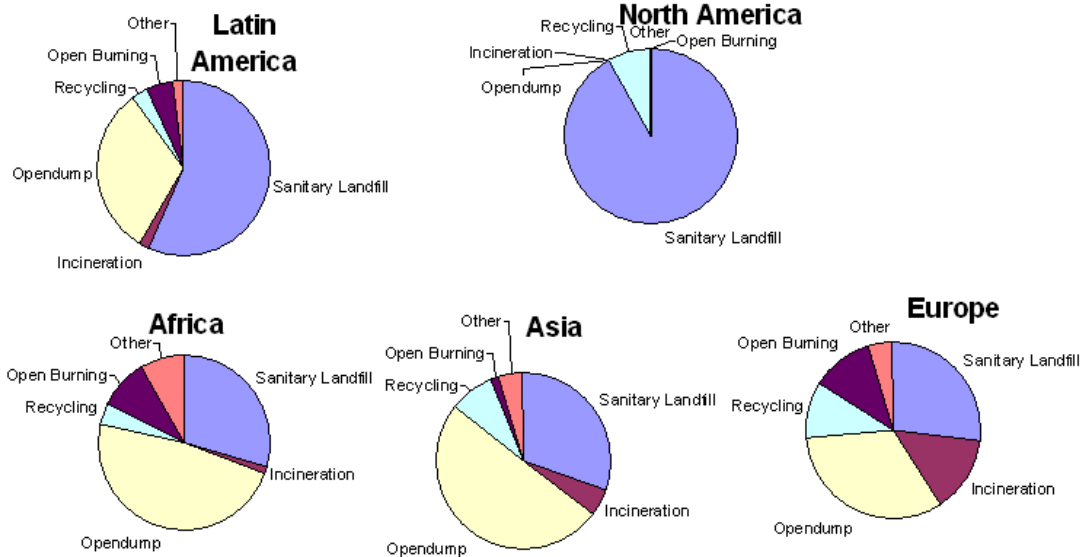 Latin
America
Other
Open Burning
Recycling
Opendump
Incineration
Sanitary Landfill
North America
Recycling
Other
Open Burning
Incineration
Opendump
Sanitary Landfill
Africa
Other
Open Burning
Recycling
Sanitary Landfill
Incineration
Opendump
Asia
Other
Open Burning
Recycling
Sanitary Landfill
Incineration
Opendump
Europe
Other
Open Burning
Sanitary Landfill
Recycling
Incineration
Opendump